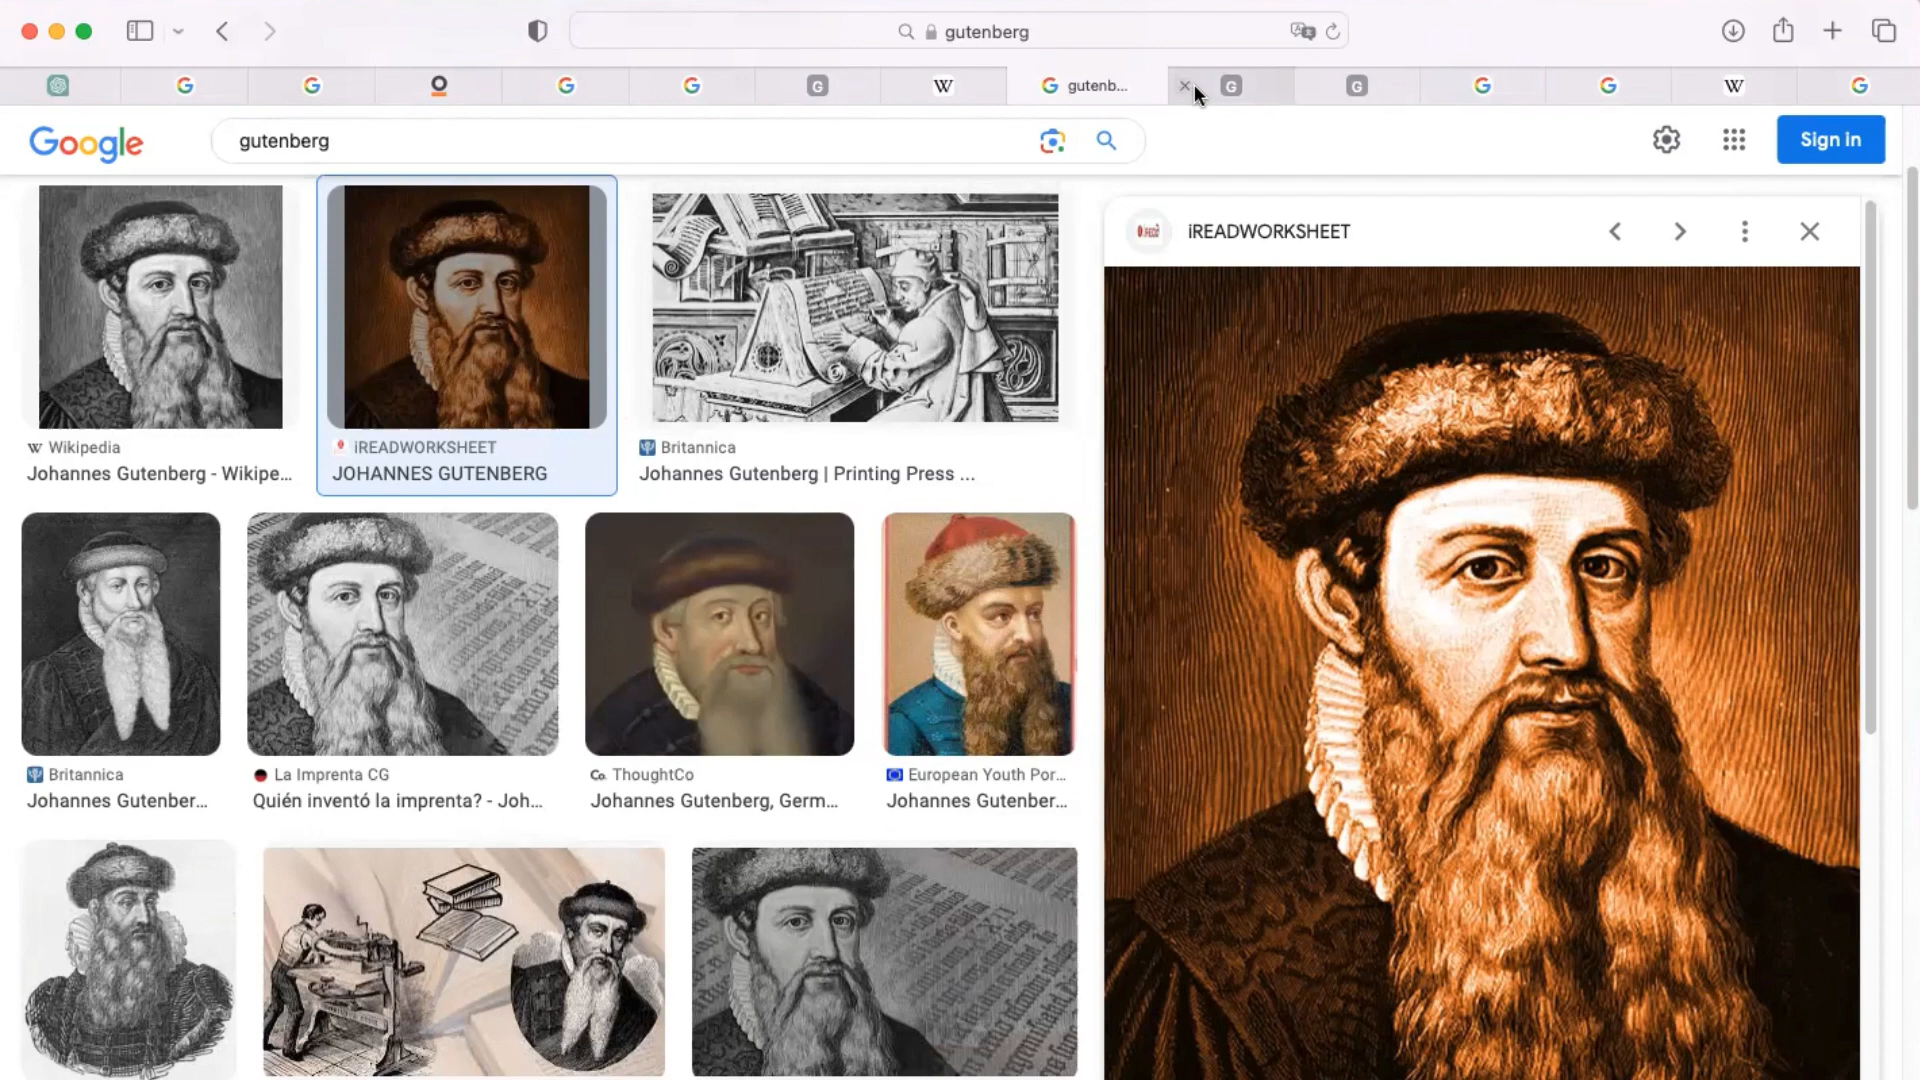 gutenberg
G
W
gutenb...
G
G
W
Google
gutenberg
Sign in
iREADWORKSHEET
W Wikipedia
Johannes Gutenberg - Wikipe...
iREADWORKSHEET
JOHANNES GUTENBERG
Britannica
Johannes Gutenberg | Printing Press ...
Britannica
Johannes Gutenber...
La Imprenta CG
Quién inventó la imprenta? - Joh...
Co. ThoughtCo
Johannes Gutenberg, Germ...
European Youth Por...
Johannes Gutenber...